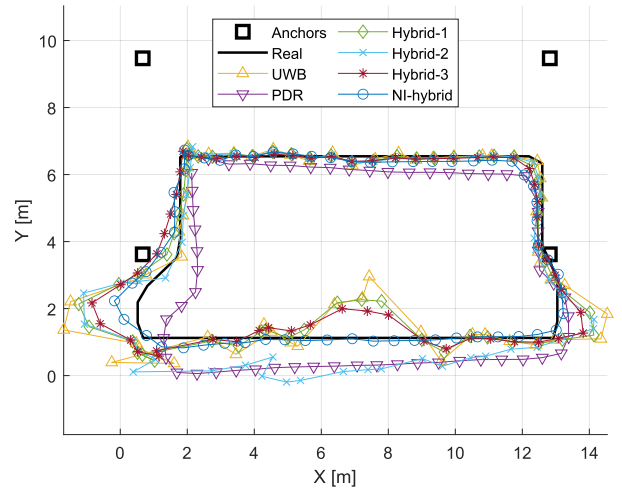 10
8
6
4
2
0
Y [m]
Anchors
Real
UWB
PDR
Hybrid-1
Hybrid-2
Hybrid-3
NI-hybrid
0 2 4 6 8 10 12 14
X [m]